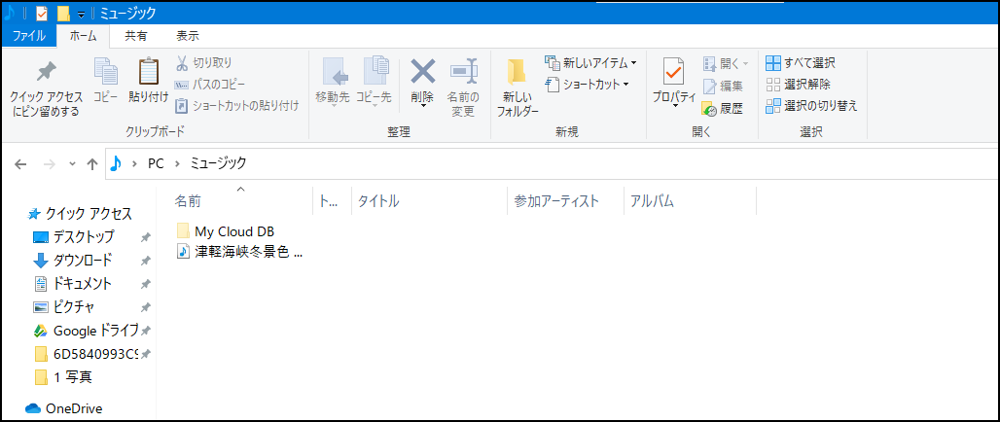 ミュージック
ファイル ホーム 共有 表示
クイック アクセス
にピン留めする
コピー
貼り付け
切り取り
パスのコピー
ショートカットの貼り付け
クリップボード
移動先
コピー先
削除
名前の
変更
整理
新しい
フォルダー
新しいアイテム
ショートカット
新規
プロパティ
開く
編集
履歴
開く
すべて選択
選択解除
選択の切り替え
選択
PC ミュージック
名前 ト... タイトル 参加アーティスト アルバム
My Cloud DB
津軽海峡冬景色 ...
クイック アクセス
デスクトップ
ダウンロード
ドキュメント
ピクチャ
Google ドライブ
6D5840993C9
1 写真
OneDrive